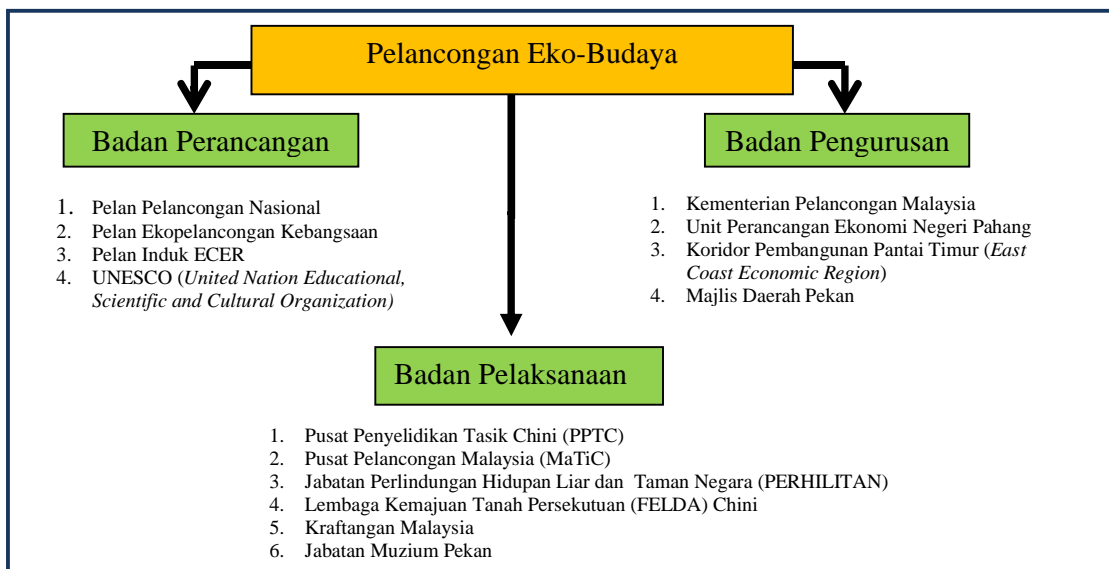 Pelancongan Eko-Budaya
Badan Perancangan
1. Pelan Pelancongan Nasional
2. Pelan Ekopelancongan Kebangsaan
3. Pelan Induk ECER
4. UNESCO (United Nation Educational,
Scientific and Cultural Organization)
Badan Pengurusan
1. Kementerian Pelancongan Malaysia
2. Unit Perancangan Ekonomi Negeri Pahang
3. Koridor Pembangunan Pantai Timur (East
Coast Economic Region)
4. Majlis Daerah Pekan
Badan Pelaksanaan
1. Pusat Penyelidikan Tasik Chini (PPTC)
2. Pusat Pelancongan Malaysia (MaTiC)
3. Jabatan Perlindungan Hidupan Liar dan Taman Negara (PERHILITAN)
4. Lembaga Kemajuan Tanah Persekutuan (FELDA) Chini
5. Kraftangan Malaysia
6. Jabatan Muzium Pekan